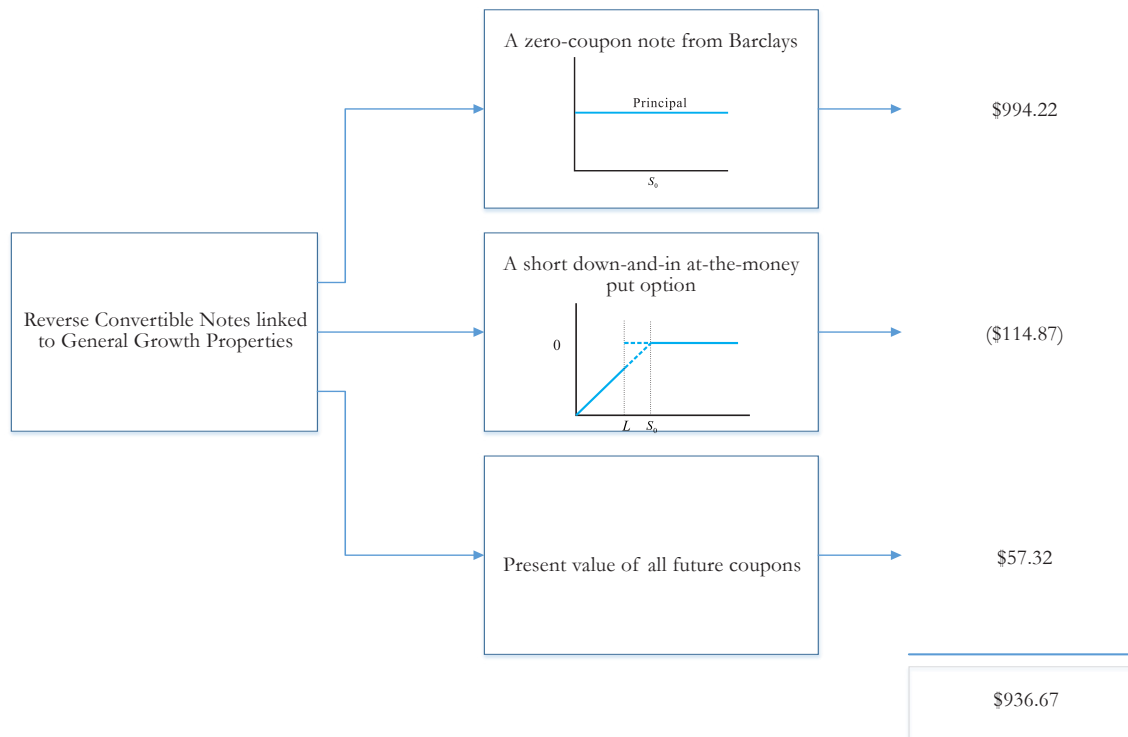 A zero-coupon note from Barclays
Principal
S₀
$994.22
Reverse Convertible Notes linked
to General Growth Properties
A short down-and-in at-the-money
put option
0
L S₀
($114.87)
Present value of all future coupons
$57.32
$936.67